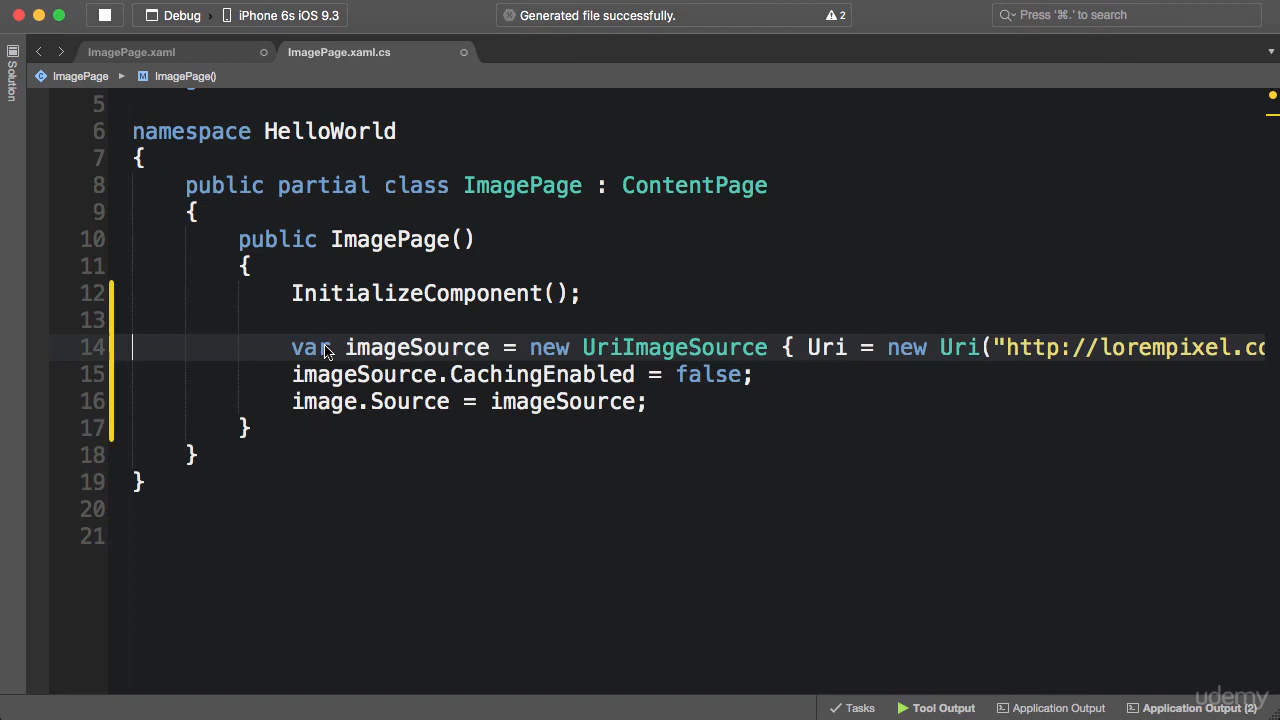 Debug
iPhone 6s iOS 9.3
Generated file successfully.
2
Press '⌘.' to search
Solution
ImagePage.xaml
ImagePage.xaml.cs
ImagePage
ImagePage()
5
6 namespace HelloWorld
7 {
8 public partial class ImagePage : ContentPage
9 {
10 public ImagePage()
11 {
12 InitializeComponent();
13
14 var imageSource = new UriImageSource { Uri = new Uri("http://lorempixel.co
15 imageSource.CachingEnabled = false;
16 image.Source = imageSource;
17 }
18 }
19 }
20
21
Tasks
Tool Output
Application Output
Application Output (2)
udemy